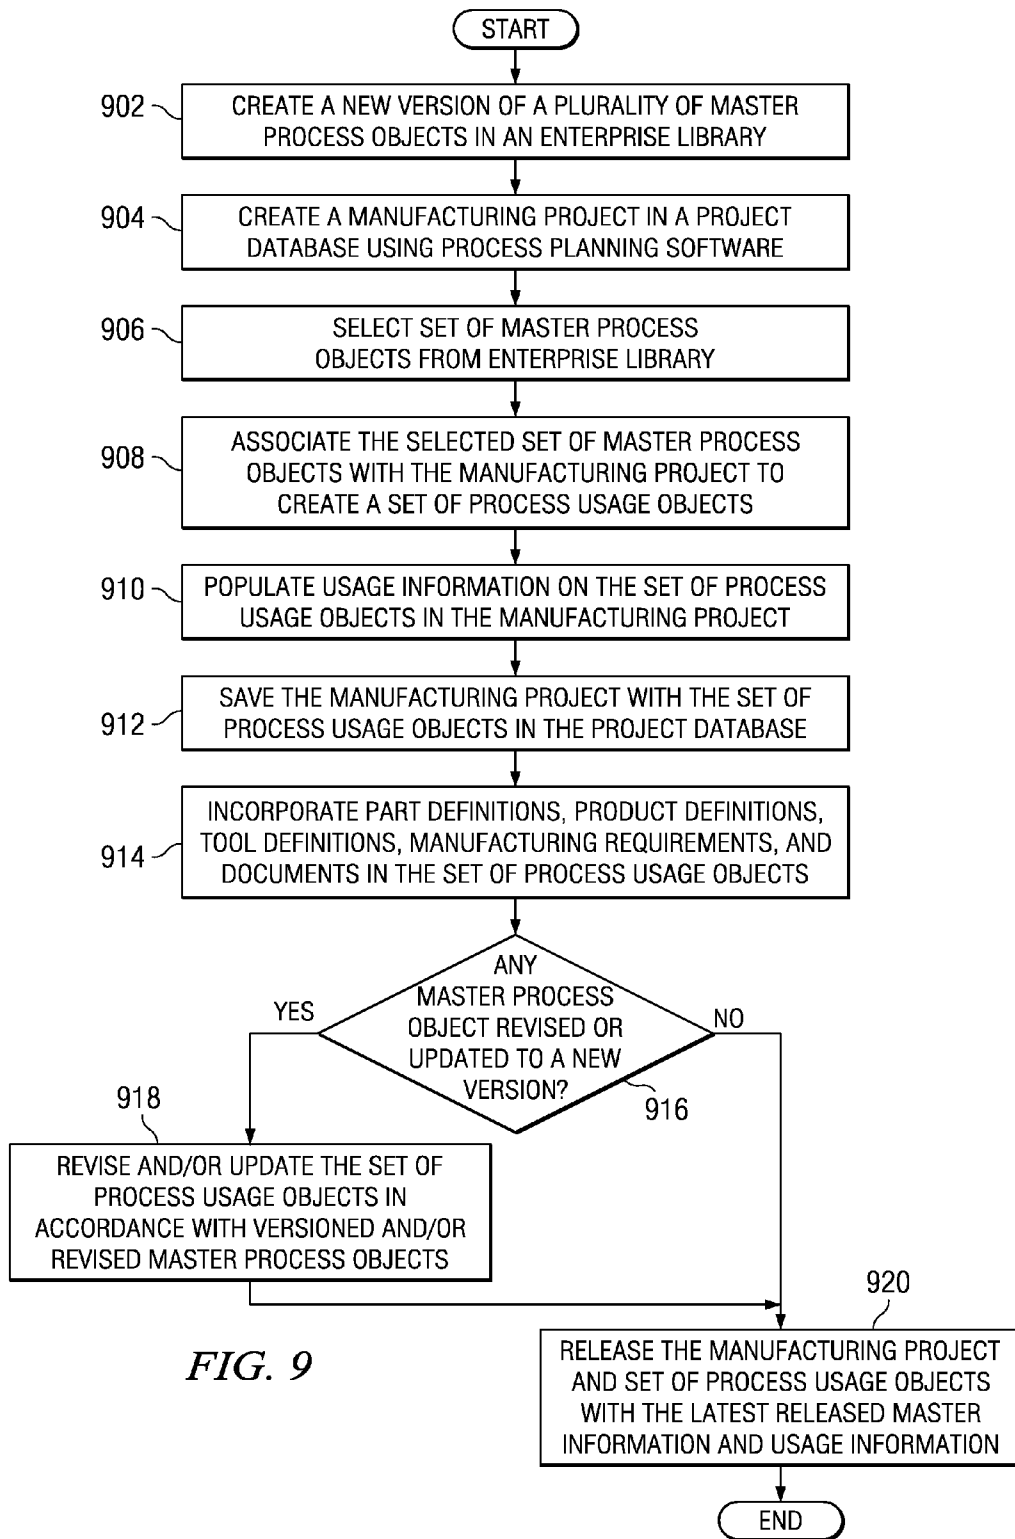 START
902
CREATE A NEW VERSION OF A PLURALITY OF MASTER
PROCESS OBJECTS IN AN ENTERPRISE LIBRARY
904
CREATE A MANUFACTURING PROJECT IN A PROJECT
DATABASE USING PROCESS PLANNING SOFTWARE
906
SELECT SET OF MASTER PROCESS
OBJECTS FROM ENTERPRISE LIBRARY
908
ASSOCIATE THE SELECTED SET OF MASTER PROCESS
OBJECTS WITH THE MANUFACTURING PROJECT TO
CREATE A SET OF PROCESS USAGE OBJECTS
910
POPULATE USAGE INFORMATION ON THE SET OF PROCESS
USAGE OBJECTS IN THE MANUFACTURING PROJECT
912
SAVE THE MANUFACTURING PROJECT WITH THE SET OF
PROCESS USAGE OBJECTS IN THE PROJECT DATABASE
914
INCORPORATE PART DEFINITIONS, PRODUCT DEFINITIONS,
TOOL DEFINITIONS, MANUFACTURING REQUIREMENTS, AND
DOCUMENTS IN THE SET OF PROCESS USAGE OBJECTS
ANY
MASTER PROCESS
OBJECT REVISED OR
UPDATED TO A NEW
VERSION?
YES
NO
916
918
REVISE AND/OR UPDATE THE SET OF
PROCESS USAGE OBJECTS IN
ACCORDANCE WITH VERSIONED AND/OR
REVISED MASTER PROCESS OBJECTS
920
RELEASE THE MANUFACTURING PROJECT
AND SET OF PROCESS USAGE OBJECTS
WITH THE LATEST RELEASED MASTER
INFORMATION AND USAGE INFORMATION
FIG. 9
END